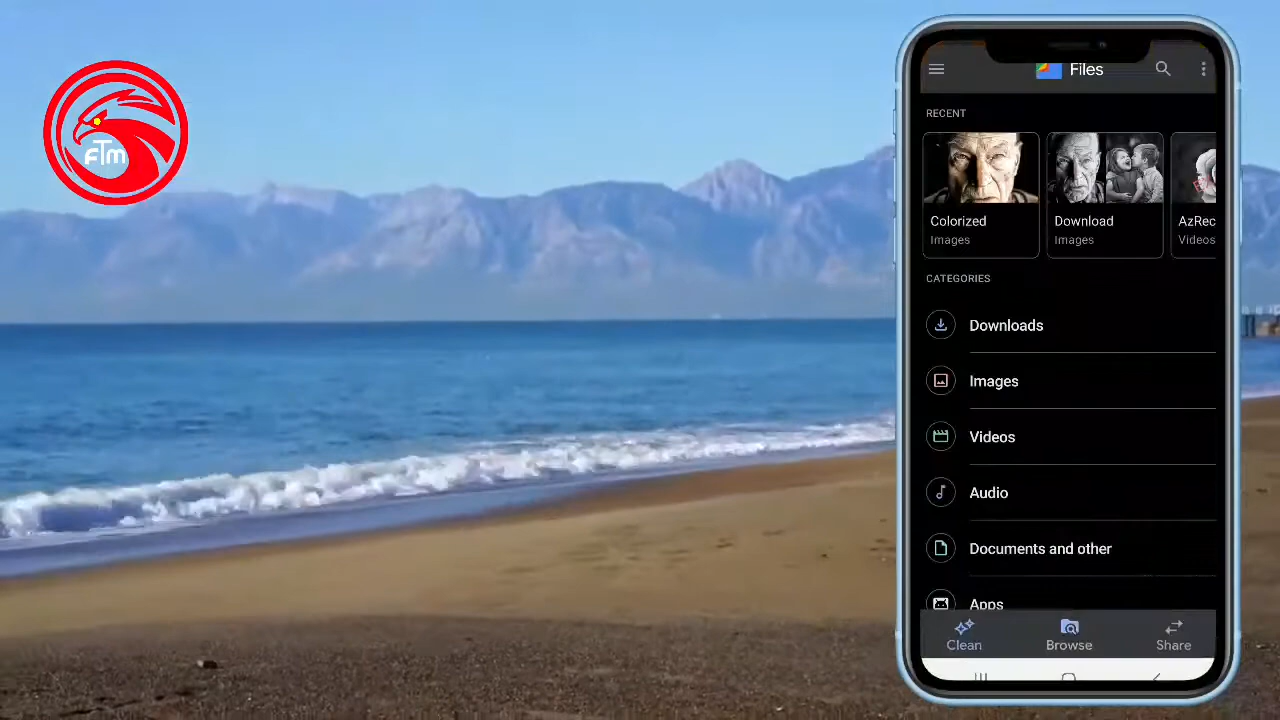 FTM
Files
RECENT
Colorized
Images
Download
Images
AzRec
Videos
CATEGORIES
Downloads
Images
Videos
Audio
Documents and other
Apps
Clean
Browse
Share